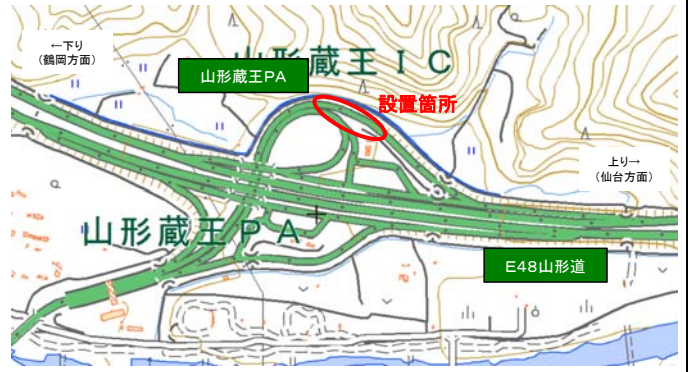 ←下り
(鶴岡方面)
山形蔵王IC
山形蔵王PA
設置箇所
上り→
(仙台方面)
山形蔵王PA
E48山形道